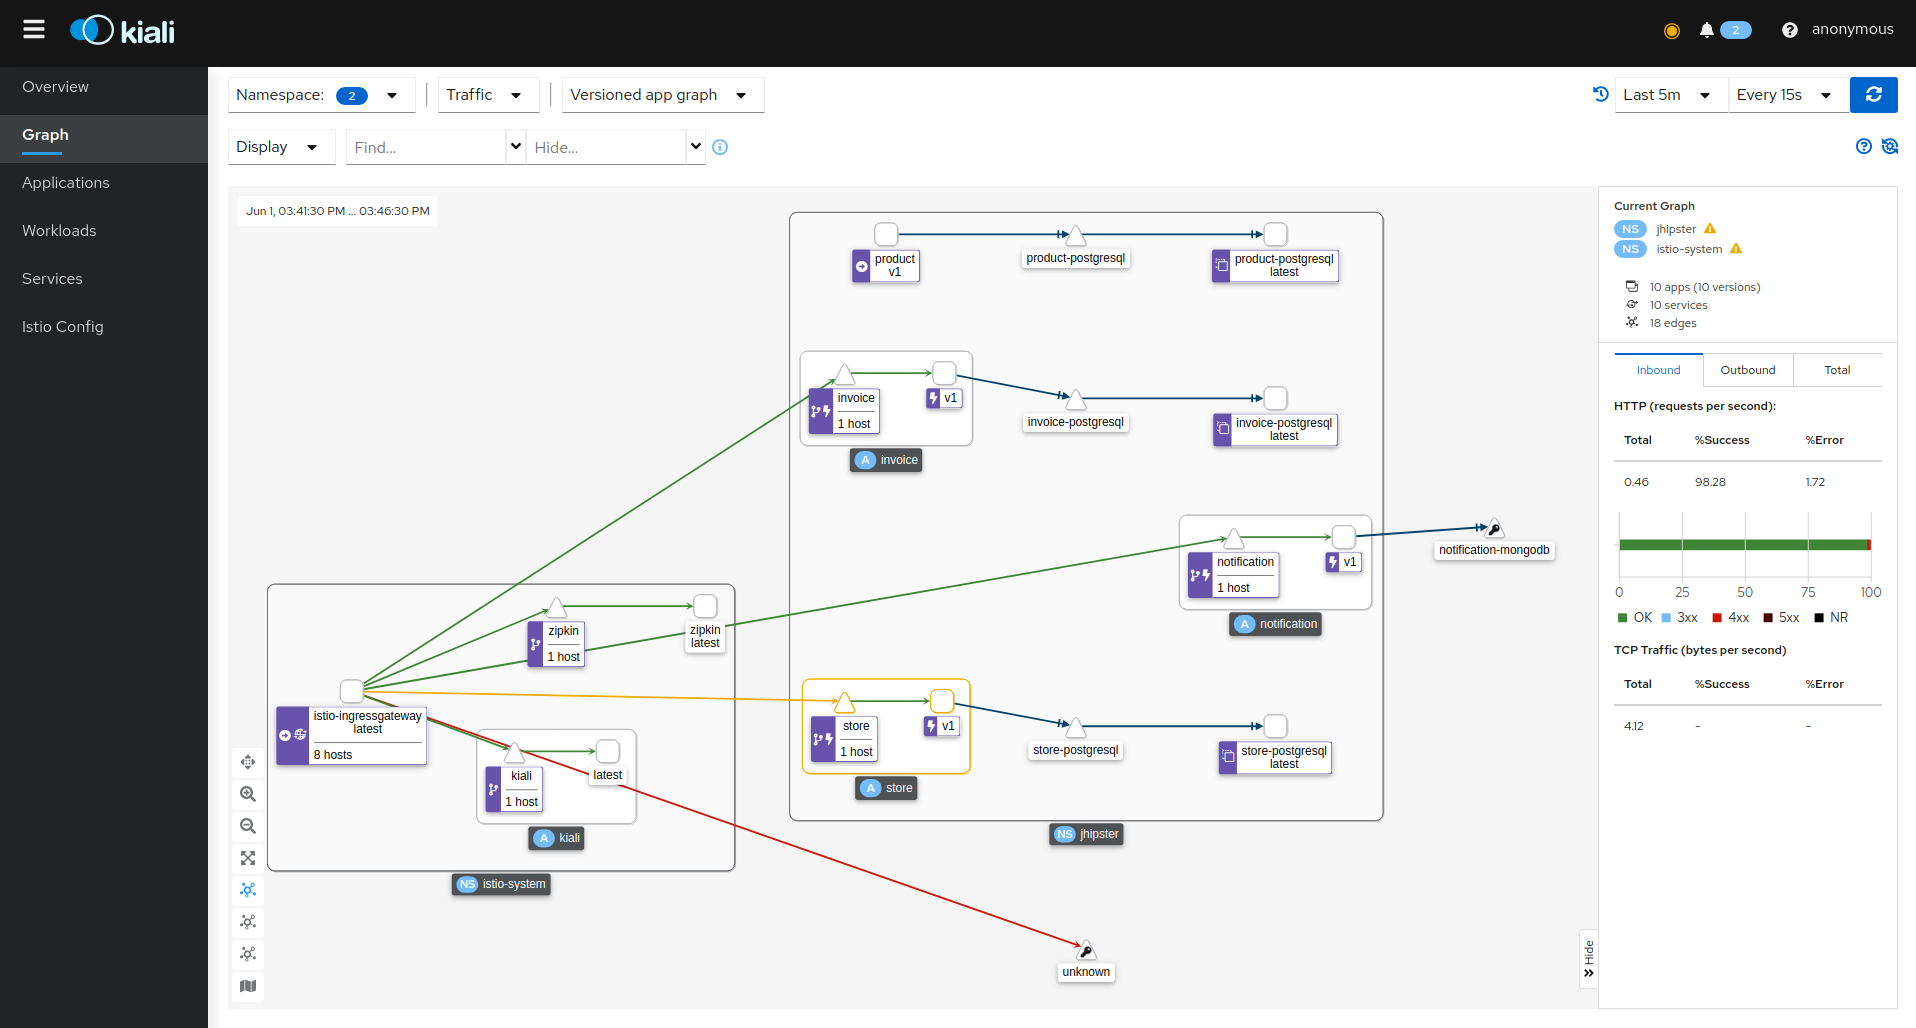 kiali
2
anonymous
Overview
Graph
Applications
Workloads
Services
Istio Config
Namespace: 2
Traffic
Versioned app graph
Last 5m
Every 15s
Display
Find...
Hide...
Jun 1, 03:41:30 PM ... 03:46:30 PM
product
v1
product-postgresql
product-postgresql
latest
invoice
1 host
v1
A invoice
invoice-postgresql
invoice-postgresql
latest
notification
1 host
v1
A notification
notification-mongodb
zipkin
1 host
zipkin
latest
istio-ingressgateway
latest
8 hosts
kiali
1 host
latest
A kiali
NS istio-system
store
1 host
v1
A store
store-postgresql
store-postgresql
latest
NS jhipster
unknown
Hide
Current Graph
NS jhipster
NS istio-system
10 apps (10 versions)
10 services
18 edges
Inbound Outbound Total
HTTP (requests per second):
Total %Success %Error
0.46 98.28 1.72
0 25 50 75 100
OK 3xx 4xx 5xx NR
TCP Traffic (bytes per second)
Total %Success %Error
4.12 - -